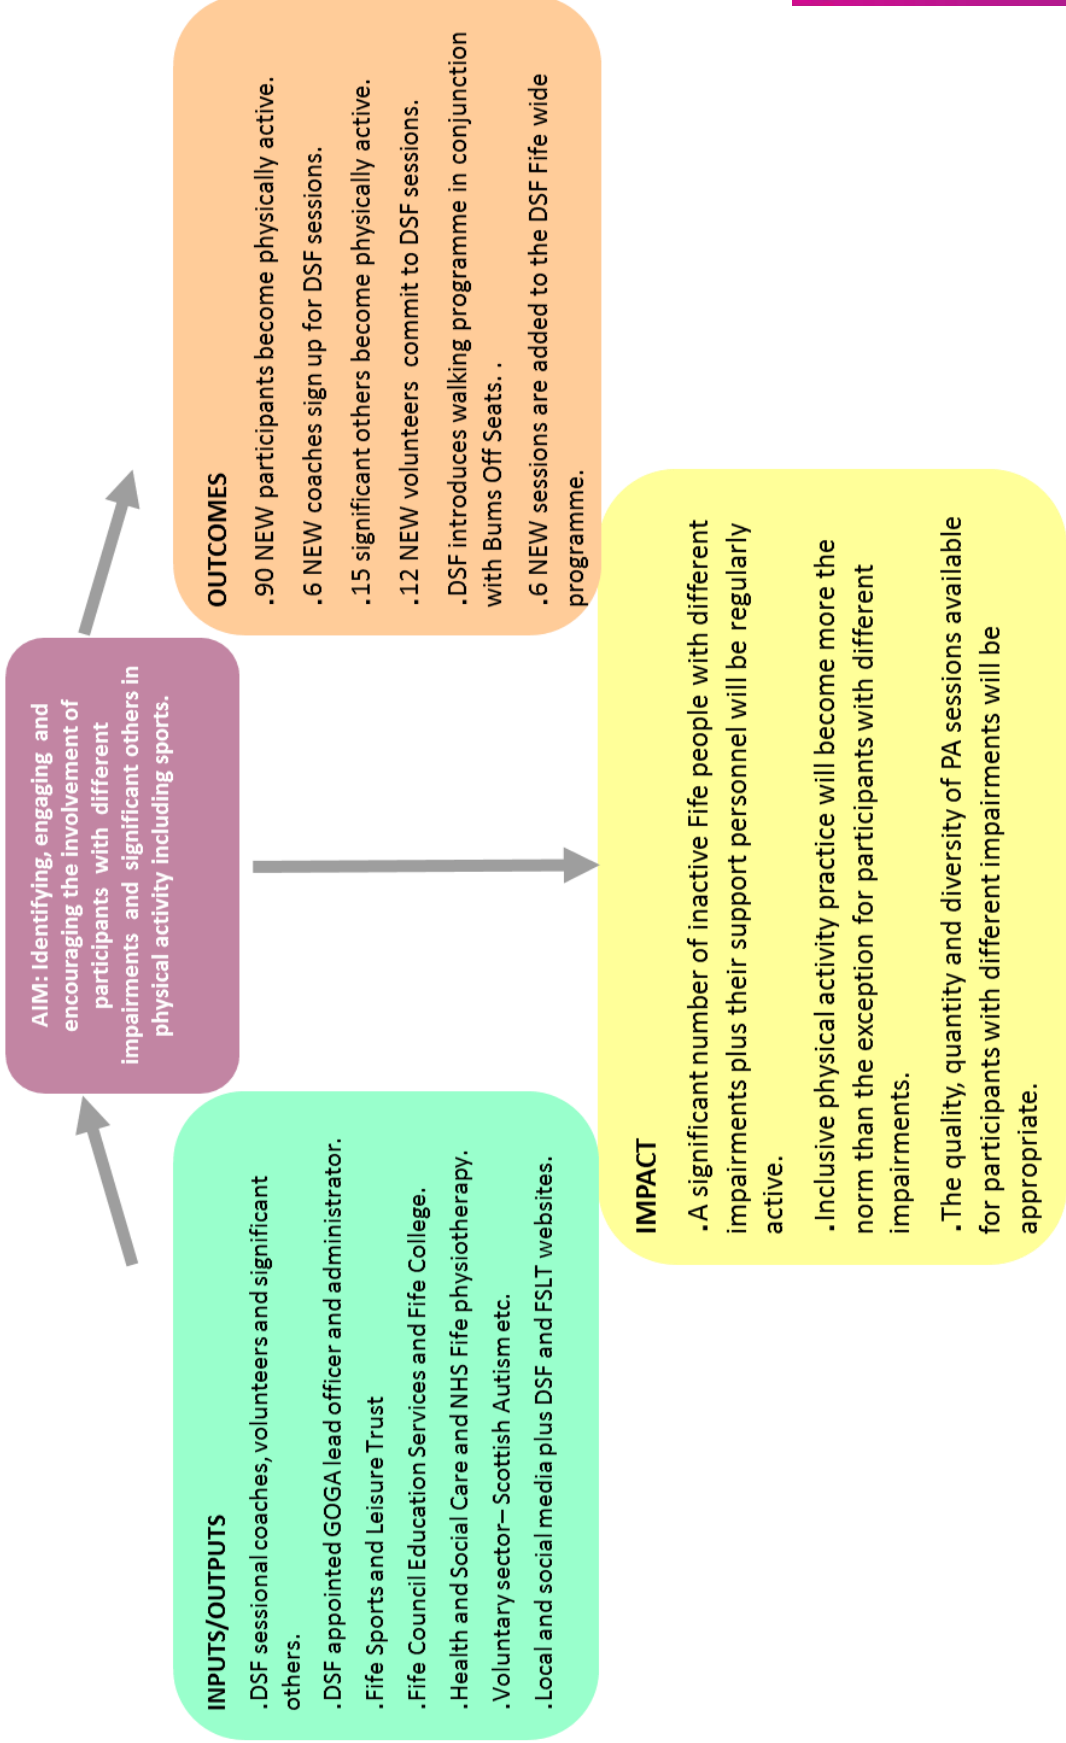 AIM: Identifying, engaging and
encouraging the involvement of
participants with different
impairments and significant others in
physical activity including sports.
INPUTS/OUTPUTS
.DSF sessional coaches, volunteers and significant
others.
.DSF appointed GOGA lead officer and administrator.
.Fife Sports and Leisure Trust
.Fife Council Education Services and Fife College.
.Health and Social Care and NHS Fife physiotherapy.
.Voluntary sector– Scottish Autism etc.
.Local and social media plus DSF and FSLT websites.
OUTCOMES
.90 NEW participants become physically active.
.6 NEW coaches sign up for DSF sessions.
.15 significant others become physically active.
.12 NEW volunteers commit to DSF sessions.
.DSF introduces walking programme in conjunction
with Bums Off Seats. .
.6 NEW sessions are added to the DSF Fife wide
programme.
IMPACT
.A significant number of inactive Fife people with different
impairments plus their support personnel will be regularly
active.
.Inclusive physical activity practice will become more the
norm than the exception for participants with different
impairments.
.The quality, quantity and diversity of PA sessions available
for participants with different impairments will be
appropriate.